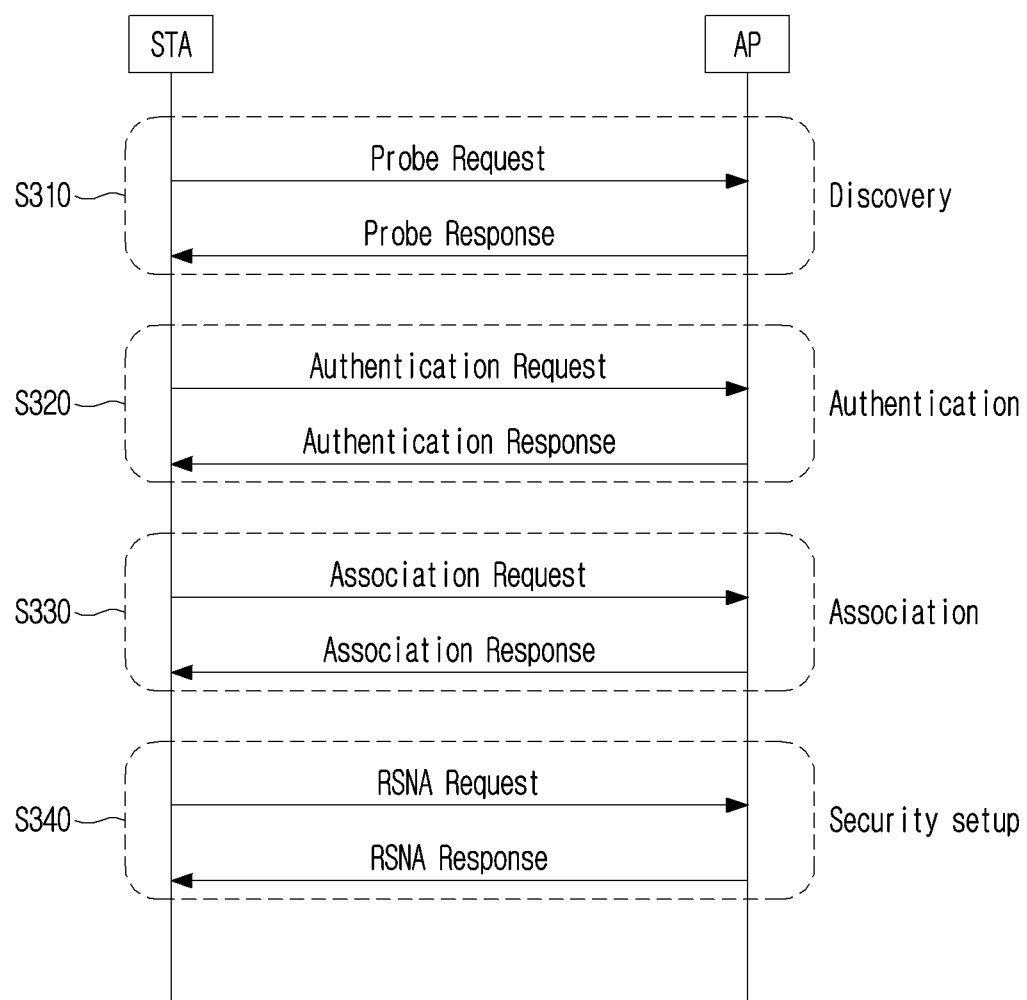 STA
AP
Probe Request
S310
Discovery
Probe Response
Authentication Request
S320
Authentication
Authentication Response
Association Request
S330
Association
Association Response
RSNA Request
S340
Security setup
RSNA Response